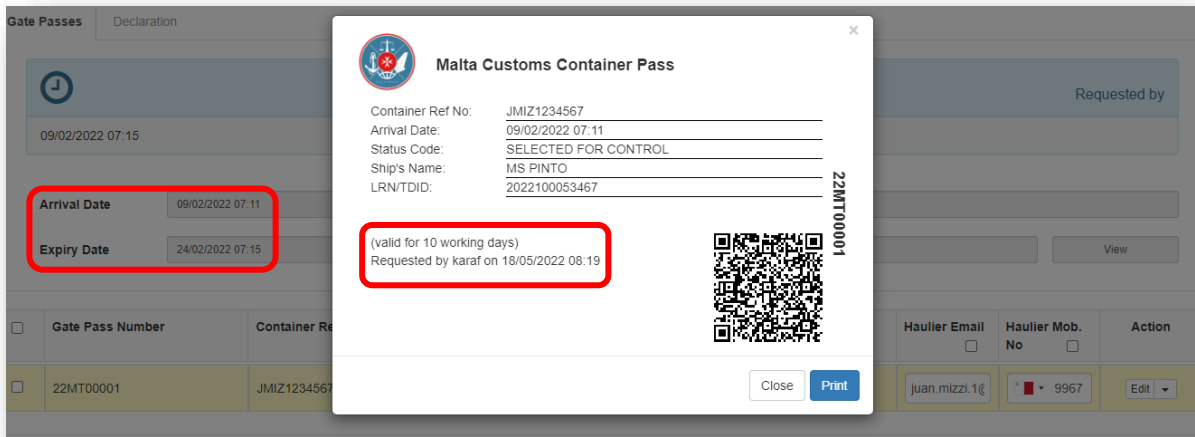 Gate Passes Declaration
×
Malta Customs Container Pass
Requested by
09/02/2022 07:15
Container Ref No: JMIZ1234567
Arrival Date: 09/02/2022 07:11
Status Code: SELECTED FOR CONTROL
Ship's Name: MS PINTO
LRN/TDID: 2022100053467
22MT00001
Arrival Date 09/02/2022 07:11
Expiry Date 24/02/2022 07:15 View
(valid for 10 working days)
Requested by karaf on 18/05/2022 08:19
Gate Pass Number Container Re Haulier Email Haulier Mob. No Action
Close Print
22MT00001 JMIZ1234567 juan.mizzi.1@ 9967 Edit